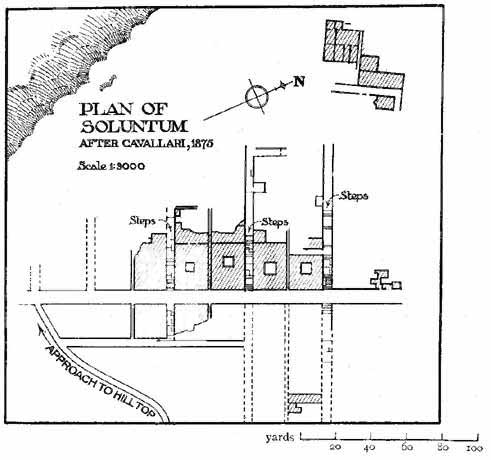 N
PLAN OF
SOLUNTUM
AFTER CAVALLARI, 1875
Scale 1:3000
Steps
Steps
Steps
APPROACH TO HILL TOP
yards 20 40 60 80 100